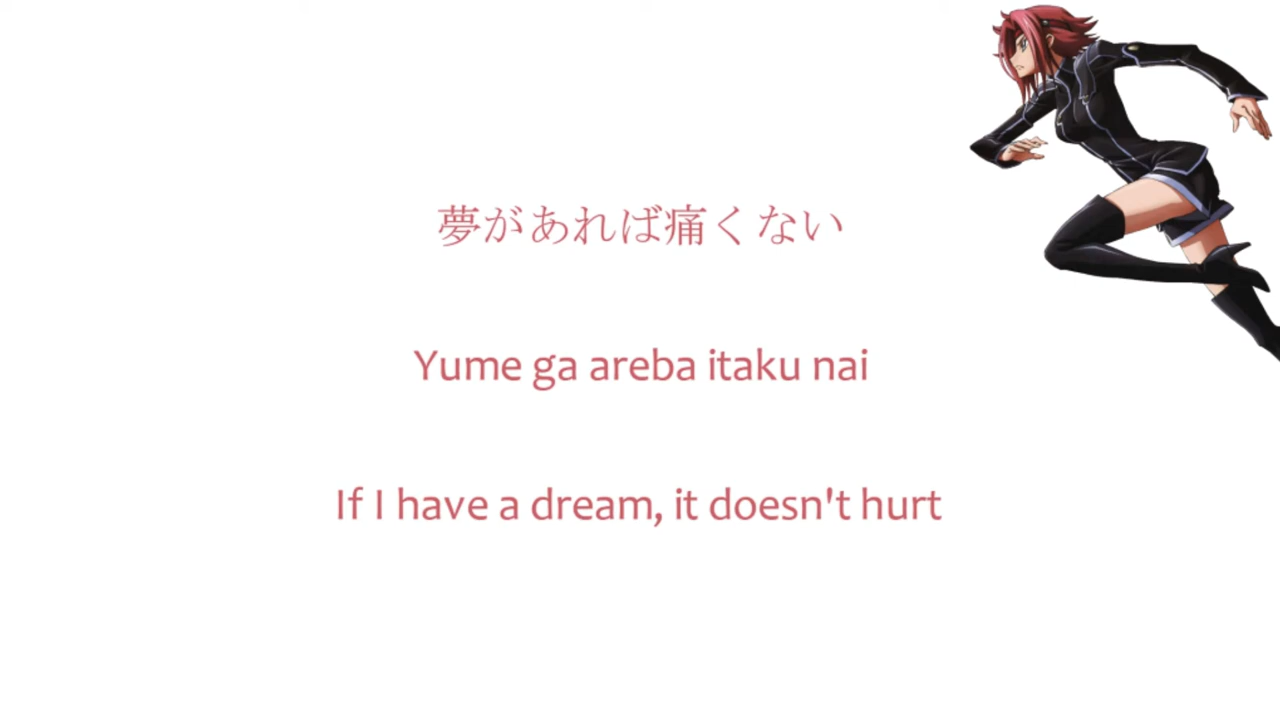 夢があれば痛くない
Yume ga areba itaku nai
If I have a dream, it doesn't hurt